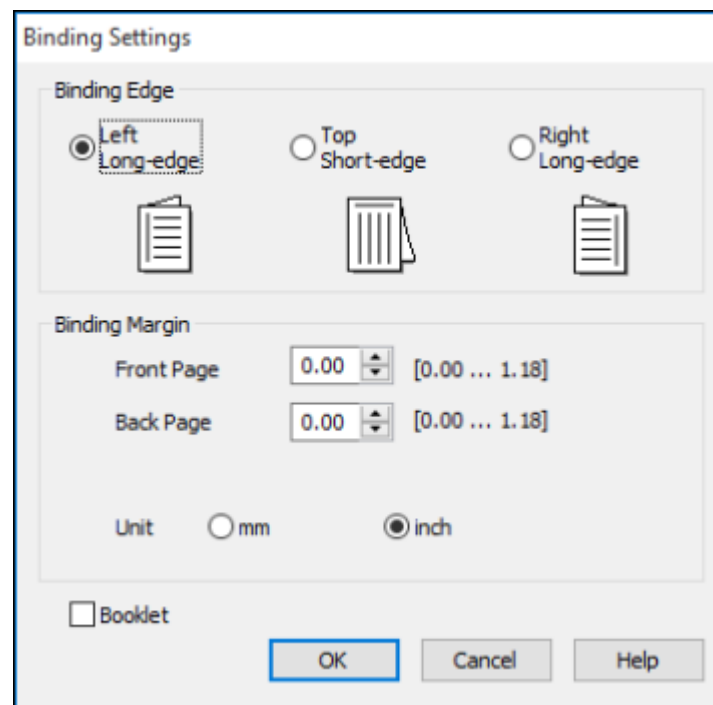 Binding Settings
Binding Edge
Left
Long-edge
Top
Short-edge
Right
Long-edge
Binding Margin
Front Page 0.00 [0.00 ... 1.18]
Back Page 0.00 [0.00 ... 1.18]
Unit mm inch
Booklet
OK Cancel Help